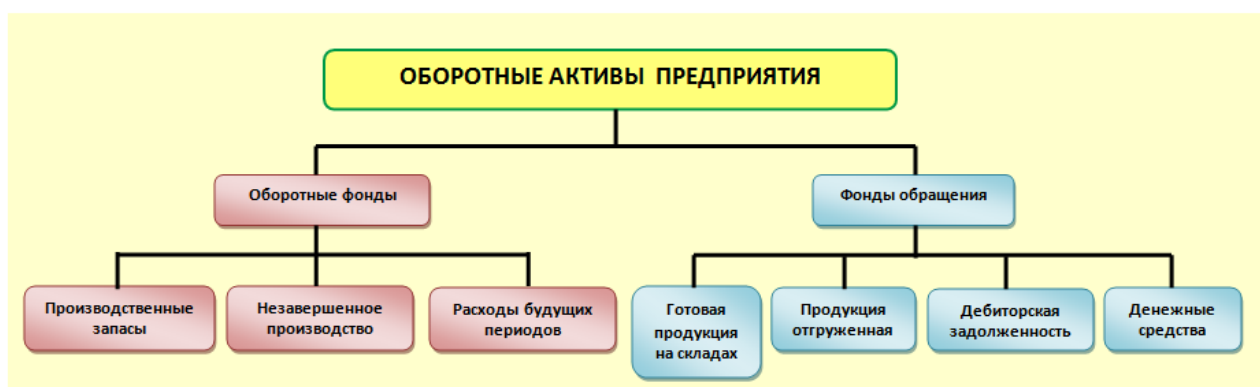 ОБОРОТНЫЕ АКТИВЫ ПРЕДПРИЯТИЯ
Оборотные фонды
Фонды обращения
Производственные
запасы
Незавершенное
производство
Расходы будущих
периодов
Готовая
продукция
на складах
Продукция
отгруженная
Дебиторская
задолженность
Денежные
средства